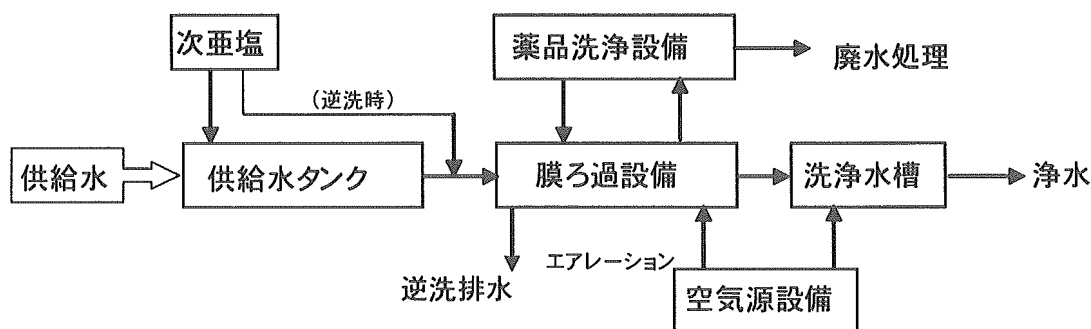 次亜塩
薬品洗浄設備
廃水処理
(逆洗時)
供給水
供給水タンク
膜ろ過設備
洗浄水槽
浄水
エアレーション
逆洗排水
空気源設備